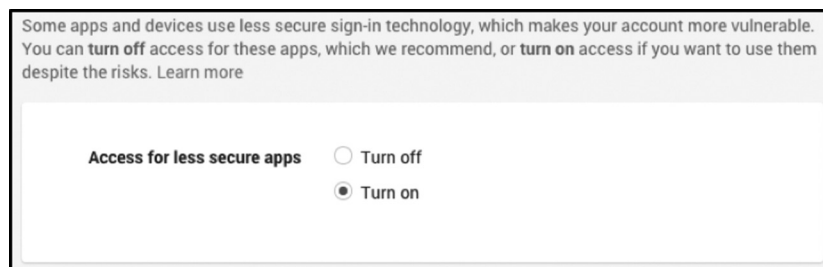 Some apps and devices use less secure sign-in technology, which makes your account more vulnerable.
You can turn off access for these apps, which we recommend, or turn on access if you want to use them
despite the risks. Learn more
Access for less secure apps
Turn off
Turn on